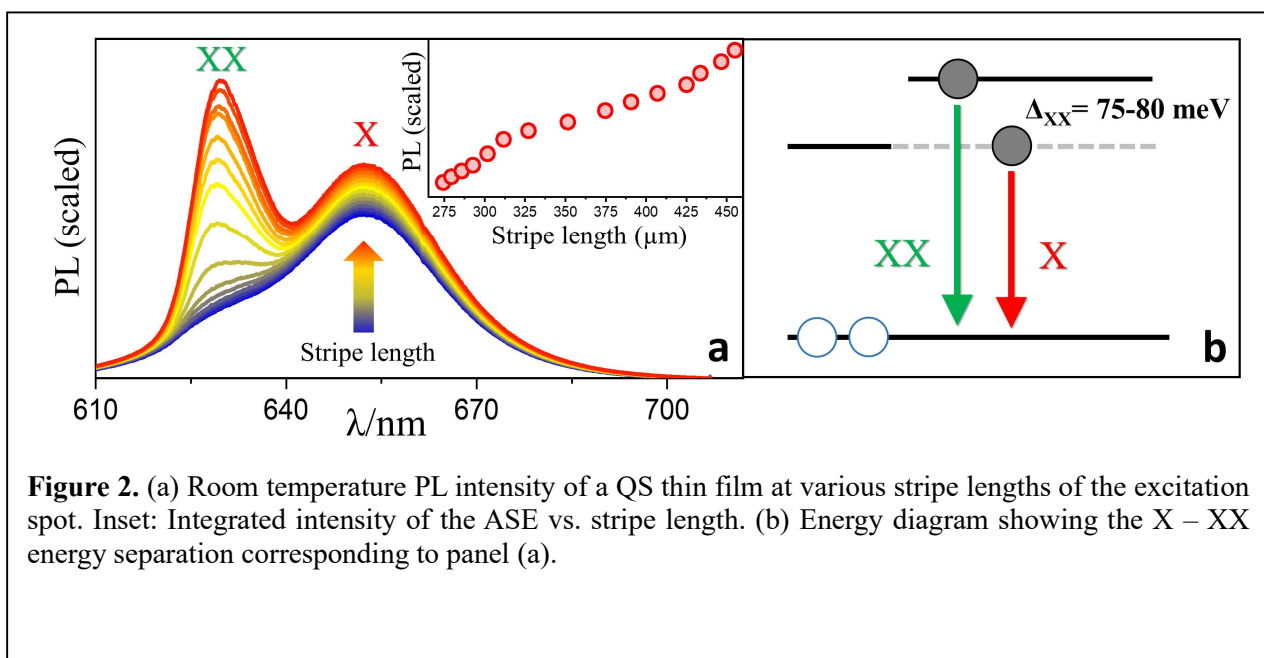 XX
X
PL (scaled)
Stripe length
a
610 640 670 700
λ/nm
PL (scaled)
275 300 325 350 375 400 425 450
Stripe length (µm)
ΔXX= 75-80 meV
XX
X
b
Figure 2. (a) Room temperature PL intensity of a QS thin film at various stripe lengths of the excitation
spot. Inset: Integrated intensity of the ASE vs. stripe length. (b) Energy diagram showing the X – XX
energy separation corresponding to panel (a).